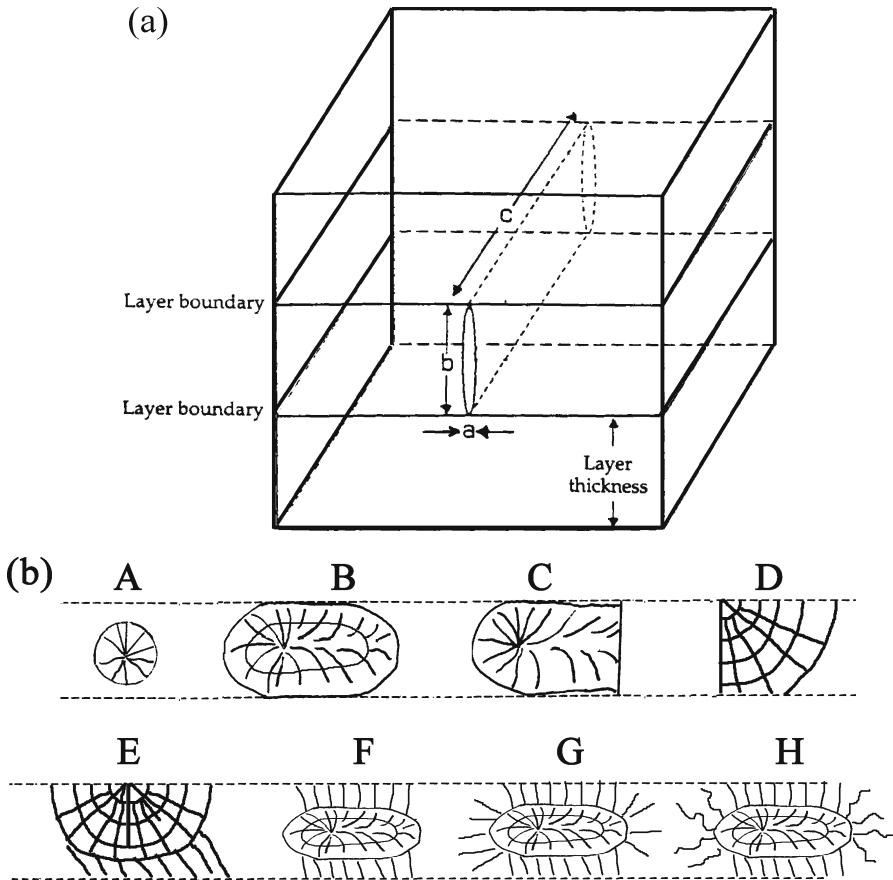 (a)
c
Layer boundary
b
Layer boundary
a
Layer
thickness
(b)
A B C D
E F G H